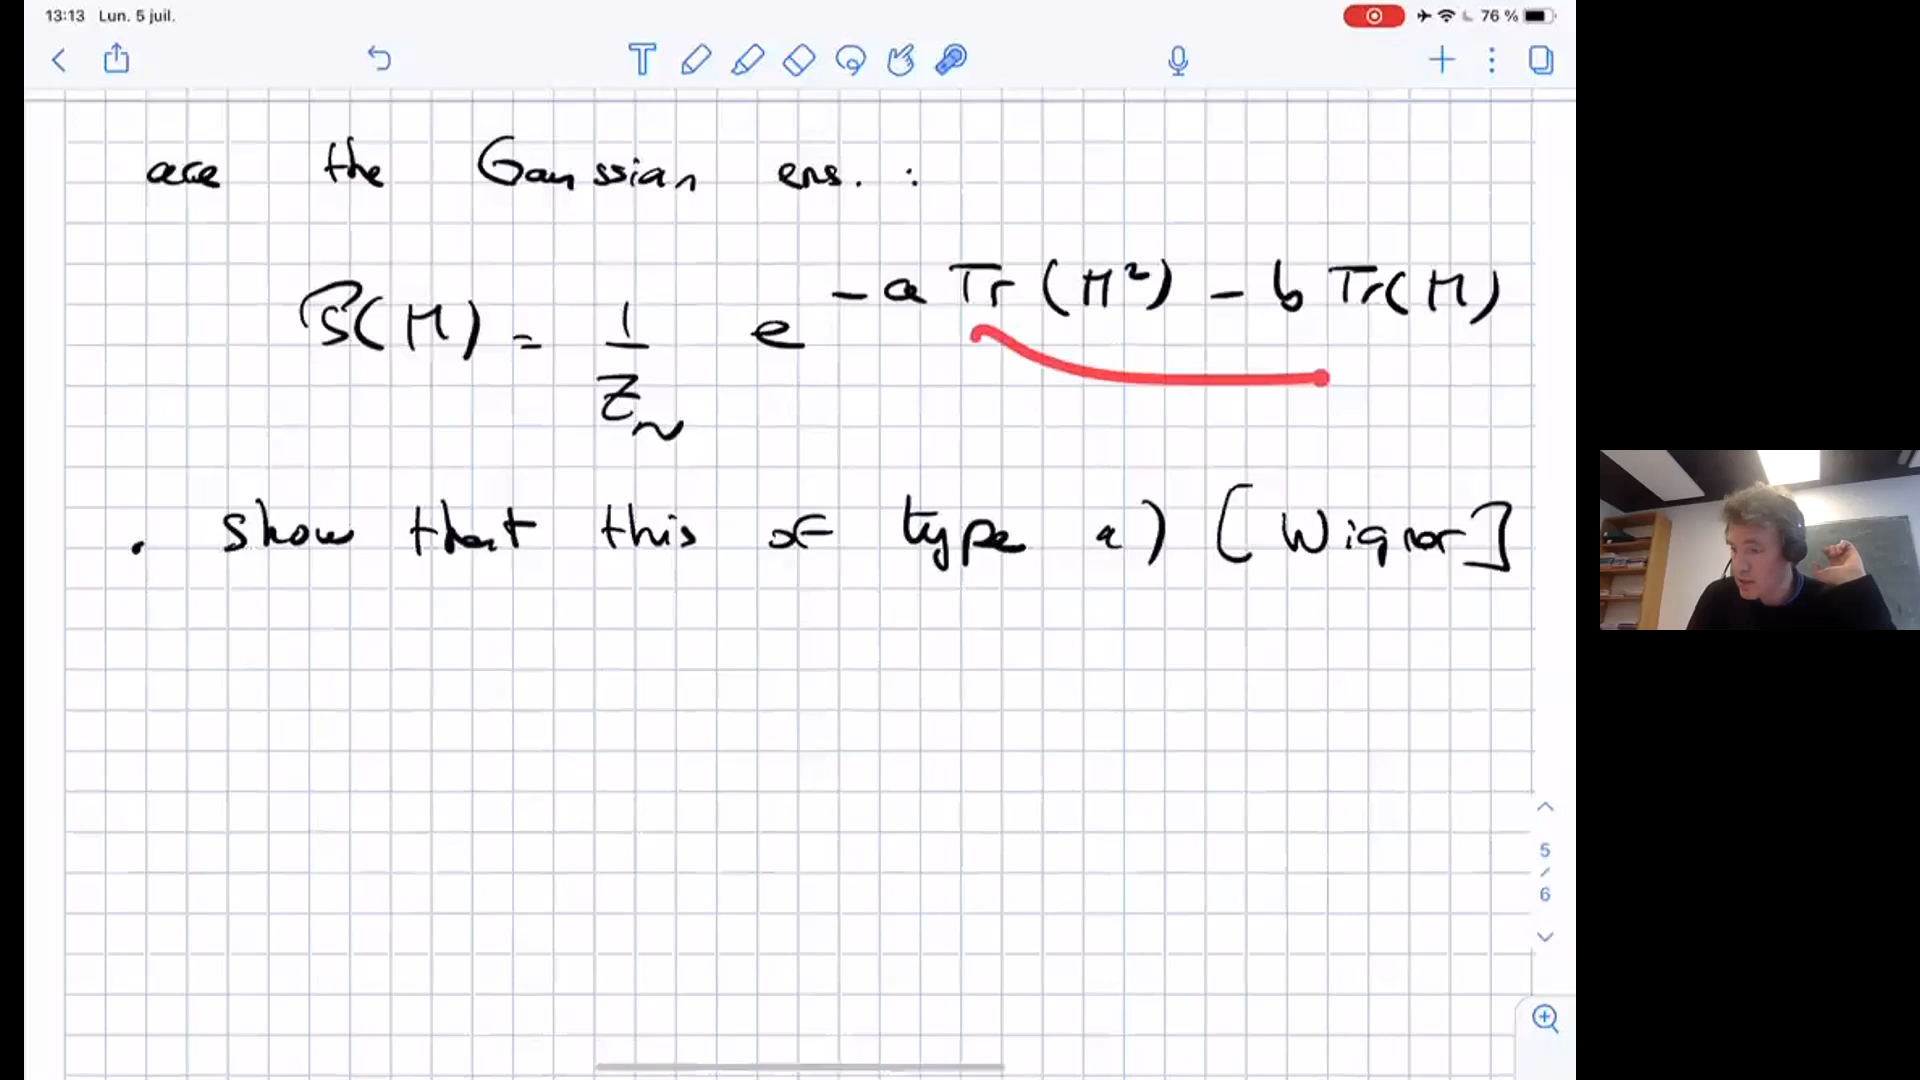 13:13 Lun. 5 juil. 76 %
are the Gaussian ens. :
P(M) = 1/Z_N e^{-a Tr(M²) - b Tr(M)}
. show that this of type a) [Wigner]
5
/
6